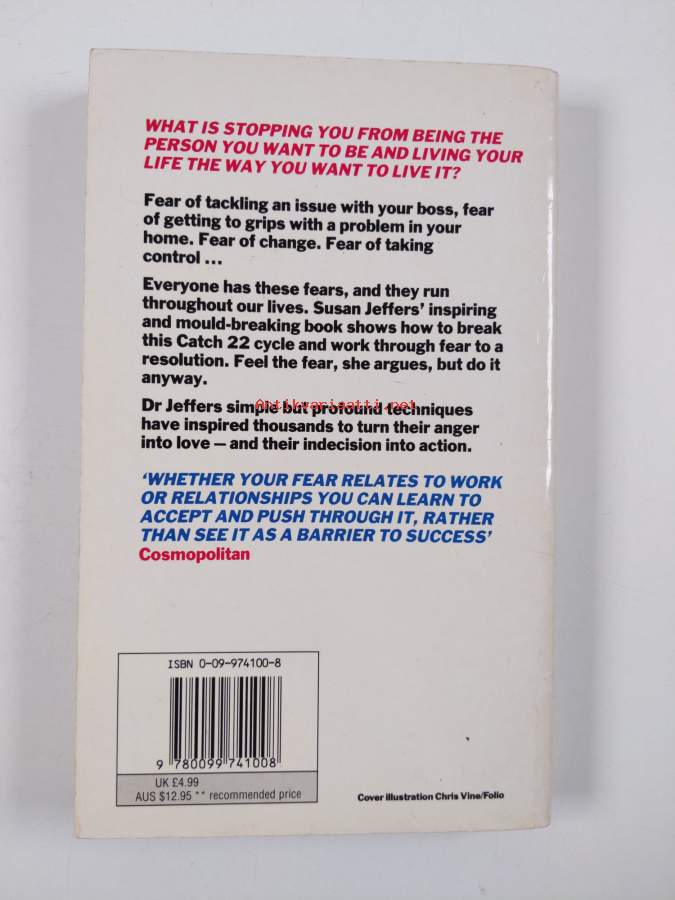 WHAT IS STOPPING YOU FROM BEING THE
PERSON YOU WANT TO BE AND LIVING YOUR
LIFE THE WAY YOU WANT TO LIVE IT?
Fear of tackling an issue with your boss, fear
of getting to grips with a problem in your
home. Fear of change. Fear of taking
control ...
Everyone has these fears, and they run
throughout our lives. Susan Jeffers' inspiring
and mould-breaking book shows how to break
this Catch 22 cycle and work through fear to a
resolution. Feel the fear, she argues, but do it
anyway.
Antikvariaatti.net
Dr Jeffers simple but profound techniques
have inspired thousands to turn their anger
into love – and their indecision into action.
'WHETHER YOUR FEAR RELATES TO WORK
OR RELATIONSHIPS YOU CAN LEARN TO
ACCEPT AND PUSH THROUGH IT, RATHER
THAN SEE IT AS A BARRIER TO SUCCESS'
Cosmopolitan
ISBN 0-09-974100-8
9 780099 741008
UK £4.99
AUS $12.95 ** recommended price
Cover illustration Chris Vine/Folio